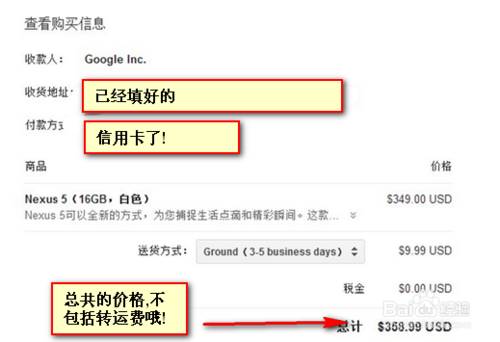 查看购买信息
收款人： Google Inc.
收货地址： 已经填好的
付款方式 信用卡了!
商品 价格
Nexus 5（16GB，白色） $349.00 USD
Nexus 5可以全新的方式，为您捕捉生活点滴和精彩瞬间。这款...
送货方式： Ground（3-5 business days） $9.99 USD
税金 $0.00 USD
总共的价格,不
包括转运费哦!
总计 $358.99 USD
Baidu经验